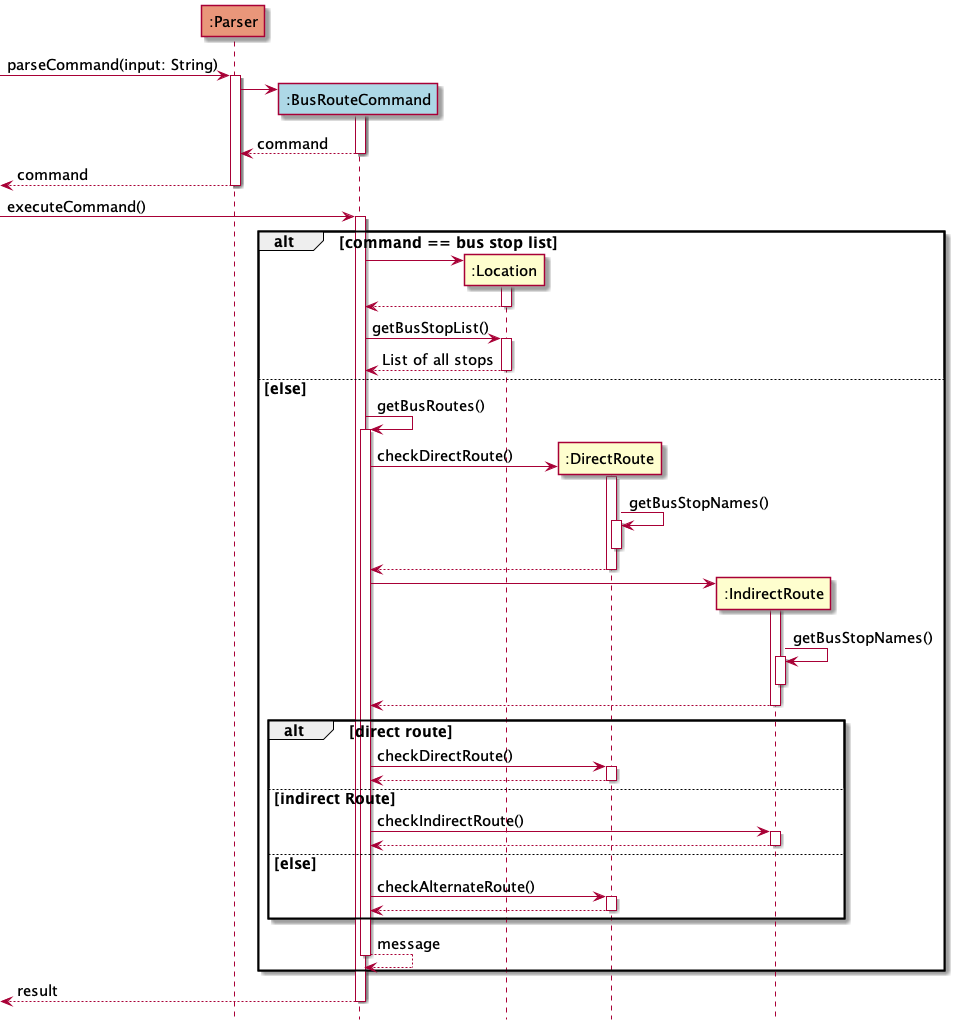 :Parser
parseCommand(input: String)
:BusRouteCommand
command
command
executeCommand()
alt
[command == bus stop list]
:Location
getBusStopList()
List of all stops
[else]
getBusRoutes()
checkDirectRoute()
:DirectRoute
getBusStopNames()
:IndirectRoute
getBusStopNames()
alt
[direct route]
checkDirectRoute()
[indirect Route]
checkIndirectRoute()
[else]
checkAlternateRoute()
message
result